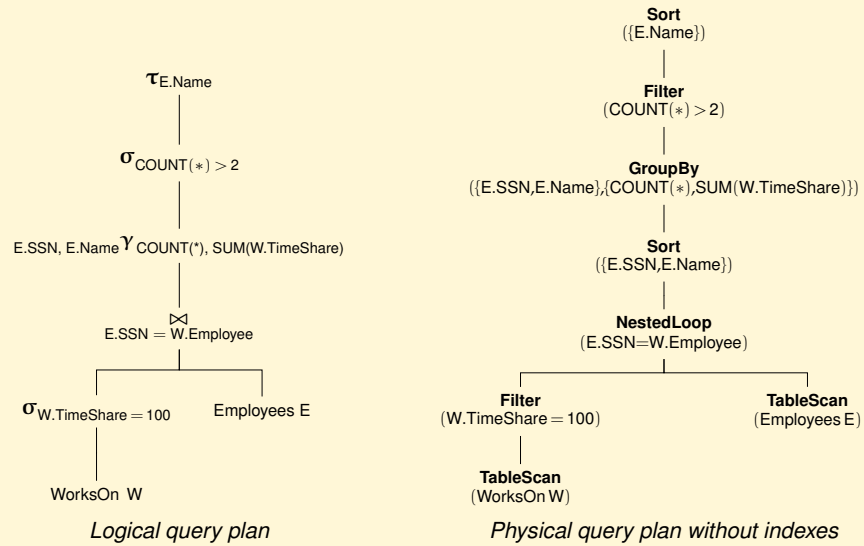 τE.Name
σCOUNT(∗) > 2
E.SSN, E.NameγCOUNT(*), SUM(W.TimeShare)
⋈
E.SSN = W.Employee
σW.TimeShare = 100
Employees E
WorksOn W
Logical query plan
Sort
({E.Name})
Filter
(COUNT(∗) > 2)
GroupBy
({E.SSN,E.Name},{COUNT(∗),SUM(W.TimeShare)})
Sort
({E.SSN,E.Name})
NestedLoop
(E.SSN=W.Employee)
Filter
(W.TimeShare = 100)
TableScan
(Employees E)
TableScan
(WorksOn W)
Physical query plan without indexes